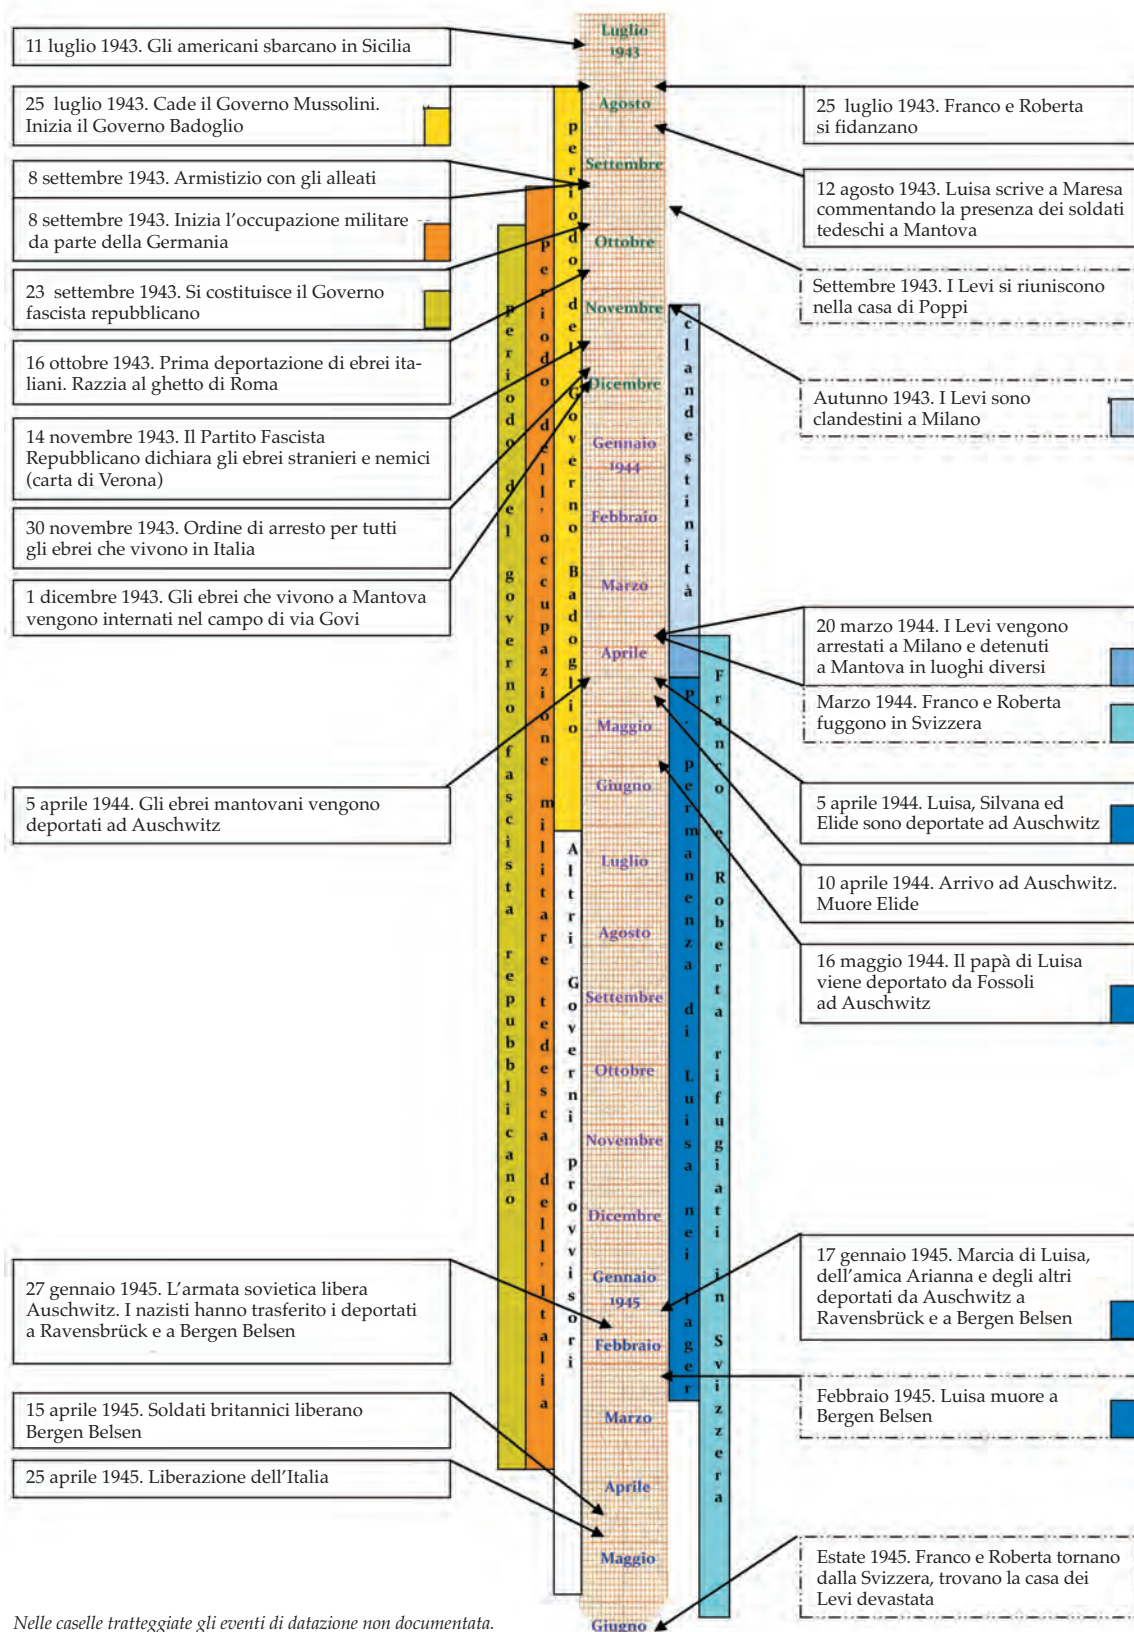 11 luglio 1943. Gli americani sbarcano in Sicilia
25 luglio 1943. Cade il Governo Mussolini.
Inizia il Governo Badoglio
8 settembre 1943. Armistizio con gli alleati
8 settembre 1943. Inizia l'occupazione militare
da parte della Germania
23 settembre 1943. Si costituisce il Governo
fascista repubblicano
16 ottobre 1943. Prima deportazione di ebrei ita-
liani. Razzia al ghetto di Roma
14 novembre 1943. Il Partito Fascista
Repubblicano dichiara gli ebrei stranieri e nemici
(carta di Verona)
30 novembre 1943. Ordine di arresto per tutti
gli ebrei che vivono in Italia
1 dicembre 1943. Gli ebrei che vivono a Mantova
vengono internati nel campo di via Govi
5 aprile 1944. Gli ebrei mantovani vengono
deportati ad Auschwitz
27 gennaio 1945. L'armata sovietica libera
Auschwitz. I nazisti hanno trasferito i deportati
a Ravensbrück e a Bergen Belsen
15 aprile 1945. Soldati britannici liberano
Bergen Belsen
25 aprile 1945. Liberazione dell'Italia
periodo del governo fascista repubblicano
periodo dell'occupazione militare tedesca dell'Italia
periodo del Governo Badoglio
Altri Governi provvisori
Luglio
1943
Agosto
Settembre
Ottobre
Novembre
Dicembre
Gennaio
1944
Febbraio
Marzo
Aprile
Maggio
Giugno
Luglio
Agosto
Settembre
Ottobre
Novembre
Dicembre
Gennaio
1945
Febbraio
Marzo
Aprile
Maggio
Giugno
clandestinità
P. permanenza di Luisa nei lager
Franco e Roberta rifugiati in Svizzera
25 luglio 1943. Franco e Roberta
si fidanzano
12 agosto 1943. Luisa scrive a Maresa
commentando la presenza dei soldati
tedeschi a Mantova
Settembre 1943. I Levi si riuniscono
nella casa di Poppi
Autunno 1943. I Levi sono
clandestini a Milano
20 marzo 1944. I Levi vengono
arrestati a Milano e detenuti
a Mantova in luoghi diversi
Marzo 1944. Franco e Roberta
fuggono in Svizzera
5 aprile 1944. Luisa, Silvana ed
Elide sono deportate ad Auschwitz
10 aprile 1944. Arrivo ad Auschwitz.
Muore Elide
16 maggio 1944. Il papà di Luisa
viene deportato da Fossoli
ad Auschwitz
17 gennaio 1945. Marcia di Luisa,
dell'amica Arianna e degli altri
deportati da Auschwitz a
Ravensbrück e a Bergen Belsen
Febbraio 1945. Luisa muore a
Bergen Belsen
Estate 1945. Franco e Roberta tornano
dalla Svizzera, trovano la casa dei
Levi devastata
Nelle caselle tratteggiate gli eventi di datazione non documentata.